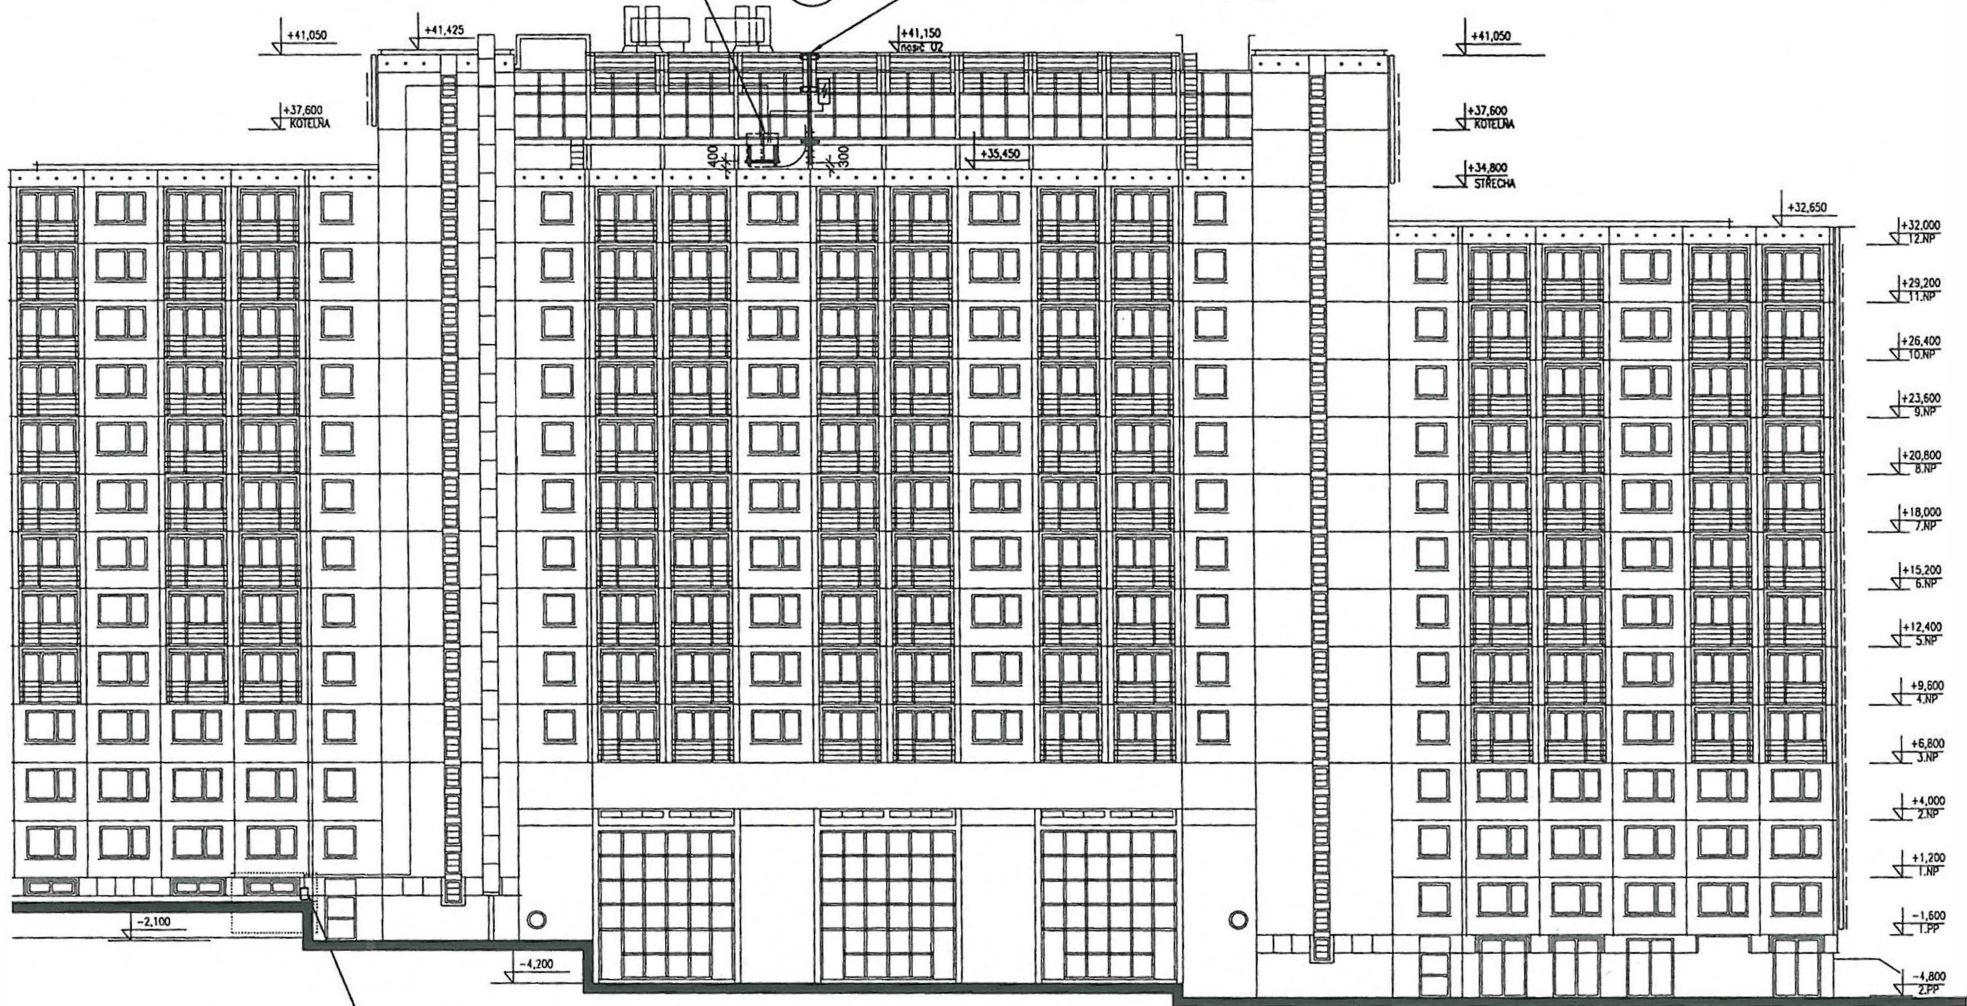 +41,050
+41,425
+41,150
nosič 02
+41,050
+37,600
KOTELNA
+37,600
KOTELNA
400
300
+35,450
+34,800
STŘECHA
+32,650
+32,000
12.NP
+29,200
11.NP
+26,400
10.NP
+23,600
9.NP
+20,800
8.NP
+18,000
7.NP
+15,200
6.NP
+12,400
5.NP
+9,600
4.NP
+6,800
3.NP
+4,000
2.NP
+1,200
1.NP
-2,100
-1,600
1.PP
-4,200
-4,800
2.PP